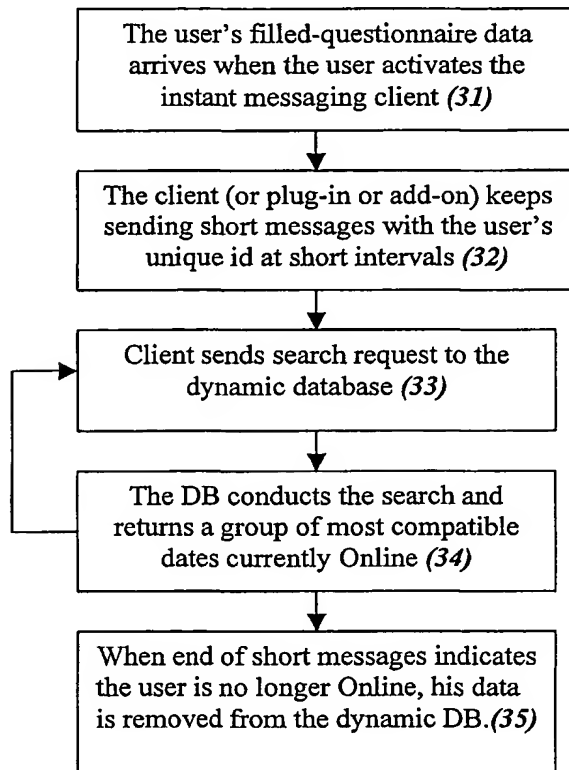 The user's filled-questionnaire data
arrives when the user activates the
instant messaging client (31)
The client (or plug-in or add-on) keeps
sending short messages with the user's
unique id at short intervals (32)
Client sends search request to the
dynamic database (33)
The DB conducts the search and
returns a group of most compatible
dates currently Online (34)
When end of short messages indicates
the user is no longer Online, his data
is removed from the dynamic DB.(35)